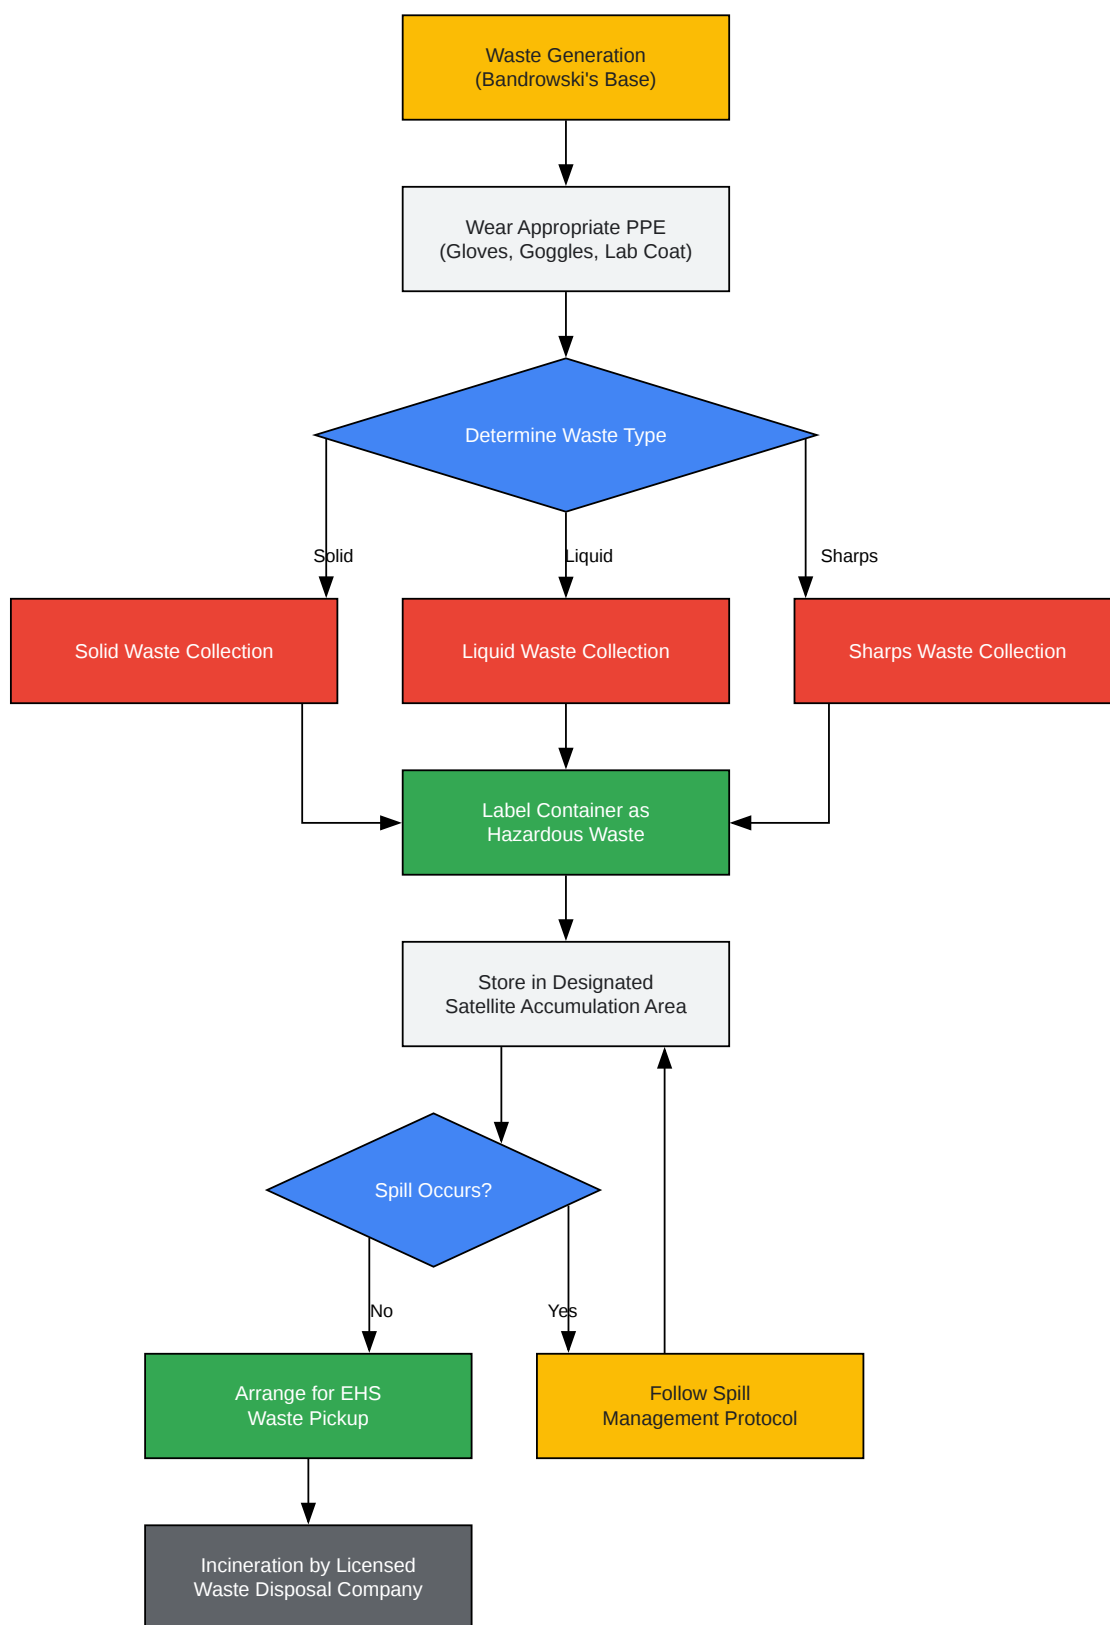 Waste Generation
(Bandrowski's Base)
Wear Appropriate PPE
(Gloves, Goggles, Lab Coat)
Determine Waste Type
Solid
Liquid
Sharps
Solid Waste Collection
Liquid Waste Collection
Sharps Waste Collection
Label Container as
Hazardous Waste
Store in Designated
Satellite Accumulation Area
Spill Occurs?
No
Yes
Arrange for EHS
Waste Pickup
Follow Spill
Management Protocol
Incineration by Licensed
Waste Disposal Company